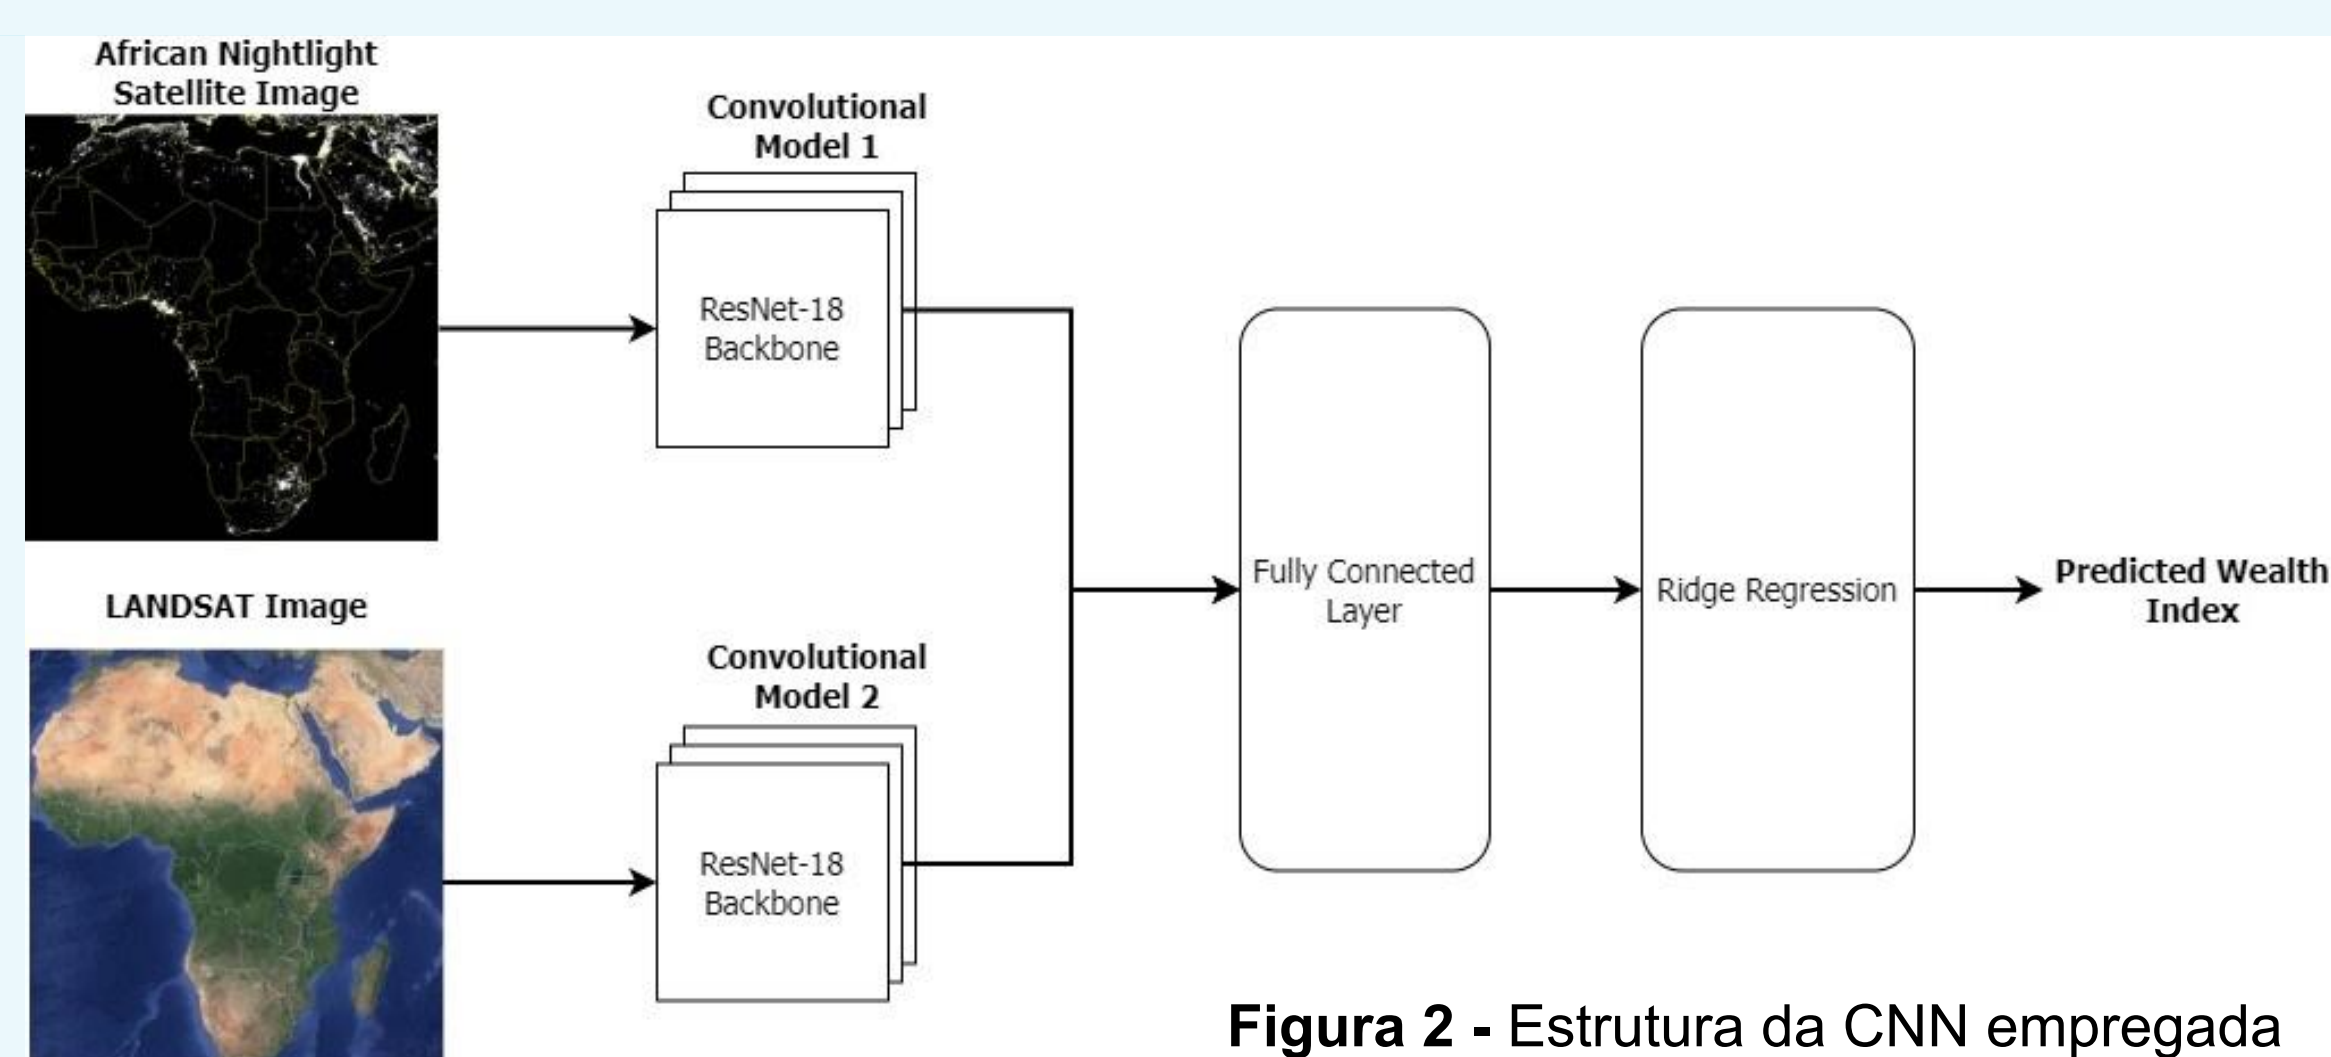 African Nightlight
Satellite Image
Convolutional
Model 1
ResNet-18
Backbone
LANDSAT Image
Convolutional
Model 2
ResNet-18
Backbone
Fully Connected
Layer
Ridge Regression
Predicted Wealth
Index
Figura 2 - Estrutura da CNN empregada